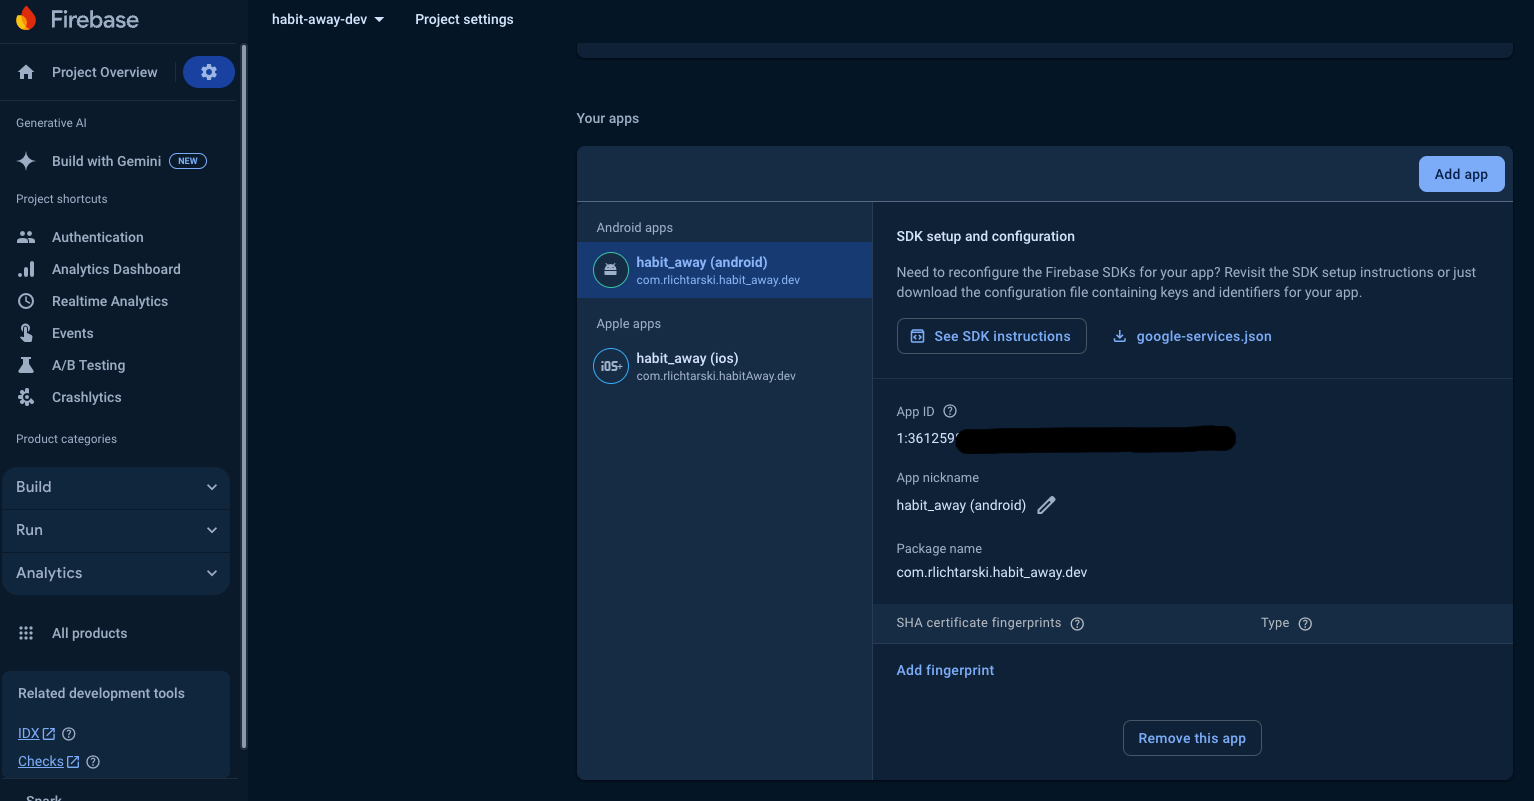 Firebase
habit-away-dev
Project settings
Project Overview
Generative AI
Build with Gemini NEW
Project shortcuts
Authentication
Analytics Dashboard
Realtime Analytics
Events
A/B Testing
Crashlytics
Product categories
Build
Run
Analytics
All products
Related development tools
IDX
Checks
Spark
Your apps
Add app
Android apps
habit_away (android)
com.rlichtarski.habit_away.dev
Apple apps
iOS+
habit_away (ios)
com.rlichtarski.habitAway.dev
SDK setup and configuration
Need to reconfigure the Firebase SDKs for your app? Revisit the SDK setup instructions or just
download the configuration file containing keys and identifiers for your app.
See SDK instructions
google-services.json
App ID
1:361259
App nickname
habit_away (android)
Package name
com.rlichtarski.habit_away.dev
SHA certificate fingerprints
Type
Add fingerprint
Remove this app